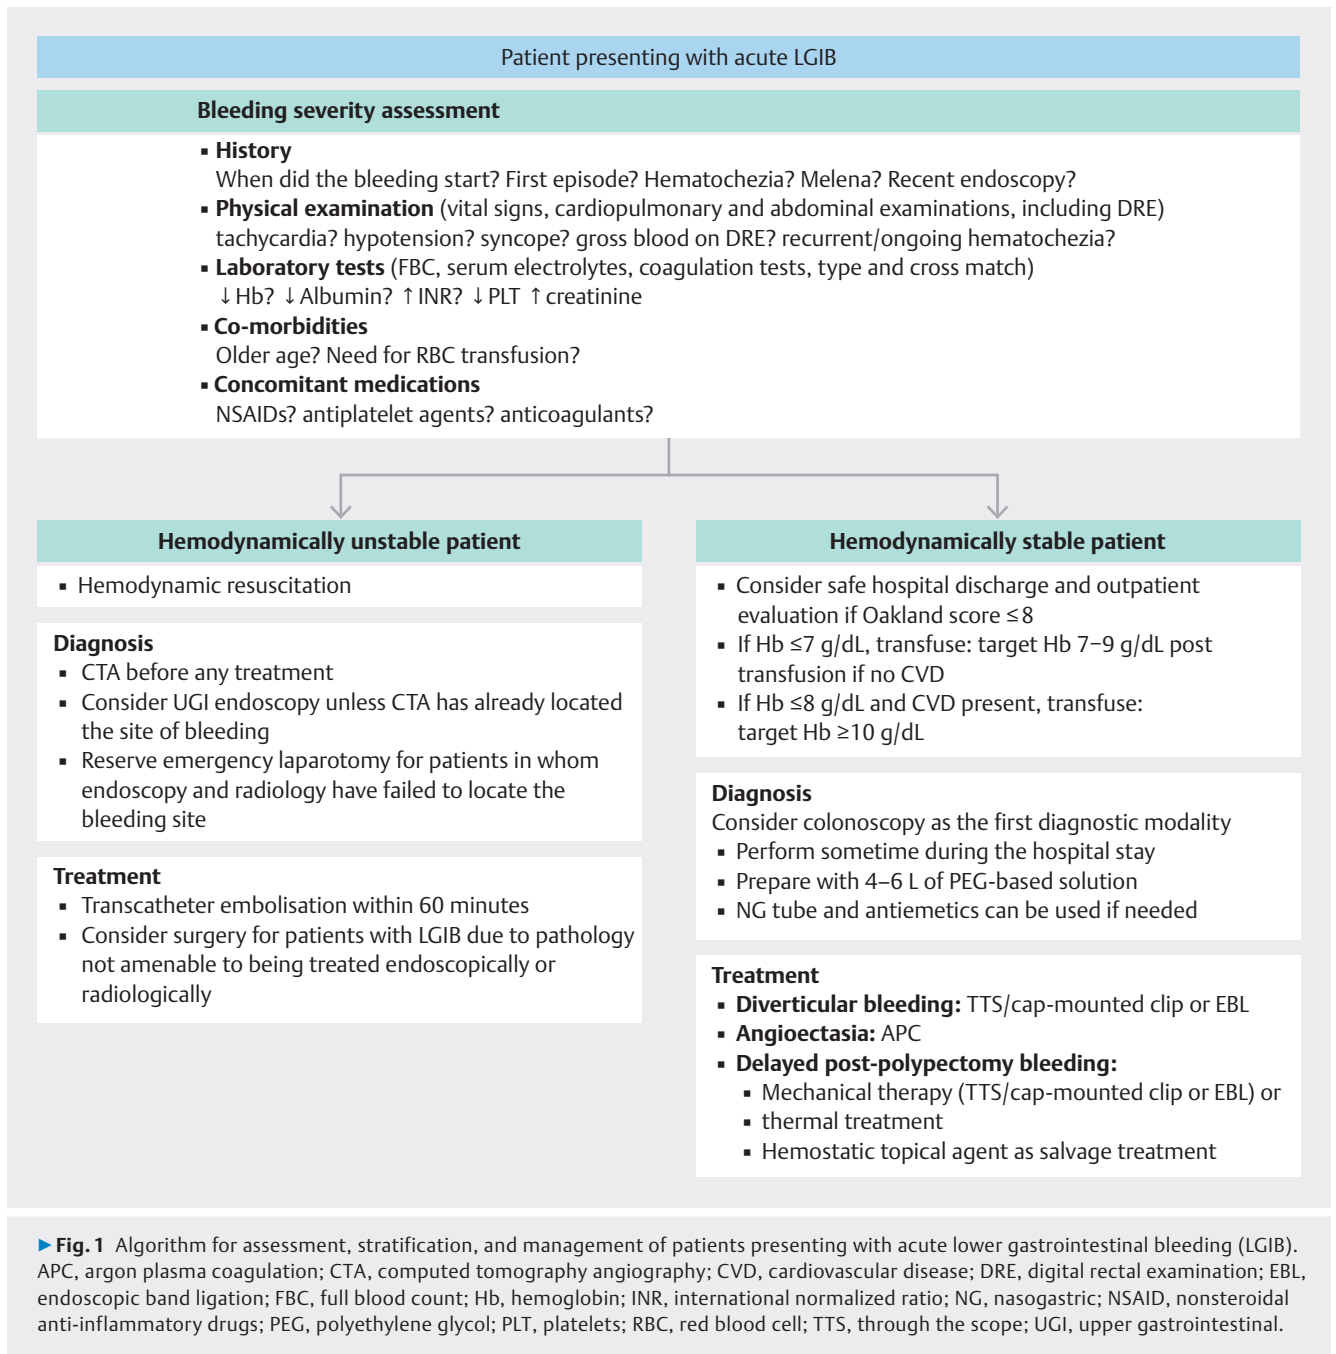 Patient presenting with acute LGIB
Bleeding severity assessment
▪ History
When did the bleeding start? First episode? Hematochezia? Melena? Recent endoscopy?
▪ Physical examination (vital signs, cardiopulmonary and abdominal examinations, including DRE)
tachycardia? hypotension? syncope? gross blood on DRE? recurrent/ongoing hematochezia?
▪ Laboratory tests (FBC, serum electrolytes, coagulation tests, type and cross match)
↓Hb? ↓Albumin? ↑INR? ↓PLT ↑creatinine
▪ Co-morbidities
Older age? Need for RBC transfusion?
▪ Concomitant medications
NSAIDs? antiplatelet agents? anticoagulants?
Hemodynamically unstable patient
▪ Hemodynamic resuscitation
Diagnosis
▪ CTA before any treatment
▪ Consider UGI endoscopy unless CTA has already located
the site of bleeding
▪ Reserve emergency laparotomy for patients in whom
endoscopy and radiology have failed to locate the
bleeding site
Treatment
▪ Transcatheter embolisation within 60 minutes
▪ Consider surgery for patients with LGIB due to pathology
not amenable to being treated endoscopically or
radiologically
Hemodynamically stable patient
▪ Consider safe hospital discharge and outpatient
evaluation if Oakland score ≤8
▪ If Hb ≤7 g/dL, transfuse: target Hb 7–9 g/dL post
transfusion if no CVD
▪ If Hb ≤8 g/dL and CVD present, transfuse:
target Hb ≥10 g/dL
Diagnosis
Consider colonoscopy as the first diagnostic modality
▪ Perform sometime during the hospital stay
▪ Prepare with 4–6 L of PEG-based solution
▪ NG tube and antiemetics can be used if needed
Treatment
▪ Diverticular bleeding: TTS/cap-mounted clip or EBL
▪ Angioectasia: APC
▪ Delayed post-polypectomy bleeding:
▪ Mechanical therapy (TTS/cap-mounted clip or EBL) or
▪ thermal treatment
▪ Hemostatic topical agent as salvage treatment
▶ Fig. 1 Algorithm for assessment, stratification, and management of patients presenting with acute lower gastrointestinal bleeding (LGIB).
APC, argon plasma coagulation; CTA, computed tomography angiography; CVD, cardiovascular disease; DRE, digital rectal examination; EBL,
endoscopic band ligation; FBC, full blood count; Hb, hemoglobin; INR, international normalized ratio; NG, nasogastric; NSAID, nonsteroidal
anti-inflammatory drugs; PEG, polyethylene glycol; PLT, platelets; RBC, red blood cell; TTS, through the scope; UGI, upper gastrointestinal.